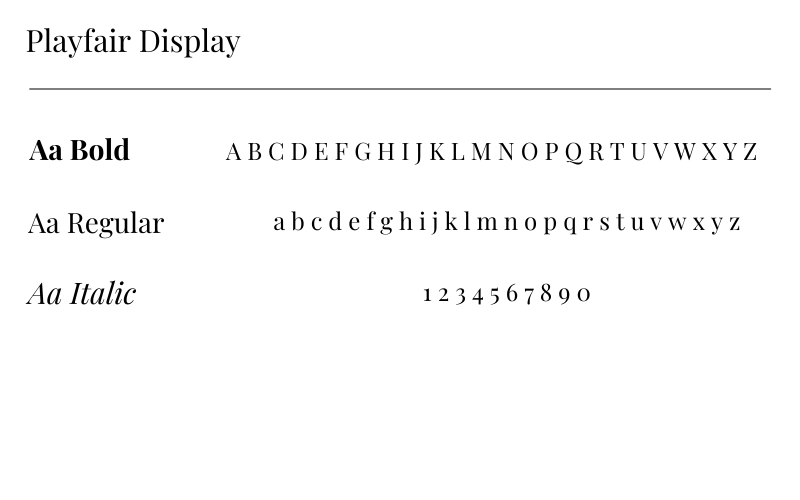 Playfair Display
Aa Bold
A B C D E F G H I J K L M N O P Q R T U V W X Y Z
Aa Regular
a b c d e f g h i j k l m n o p q r s t u v w x y z
Aa Italic
1 2 3 4 5 6 7 8 9 0